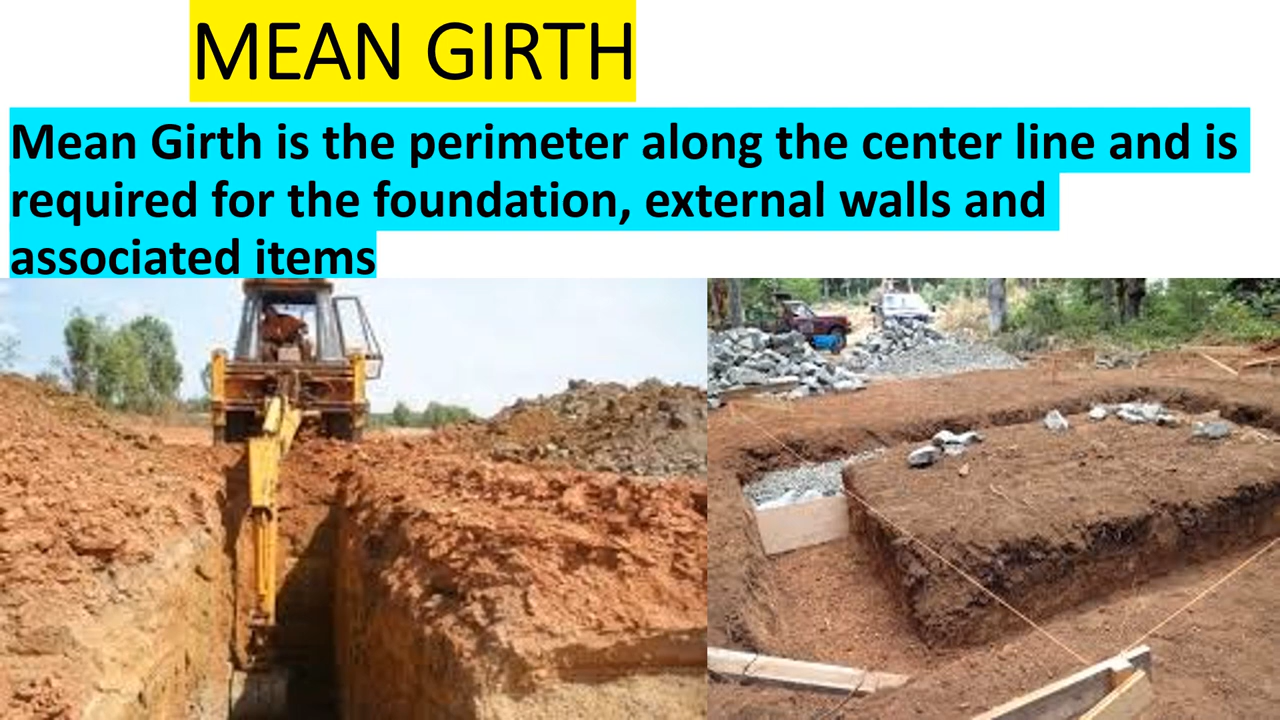 MEAN GIRTH
Mean Girth is the perimeter along the center line and is
required for the foundation, external walls and
associated items